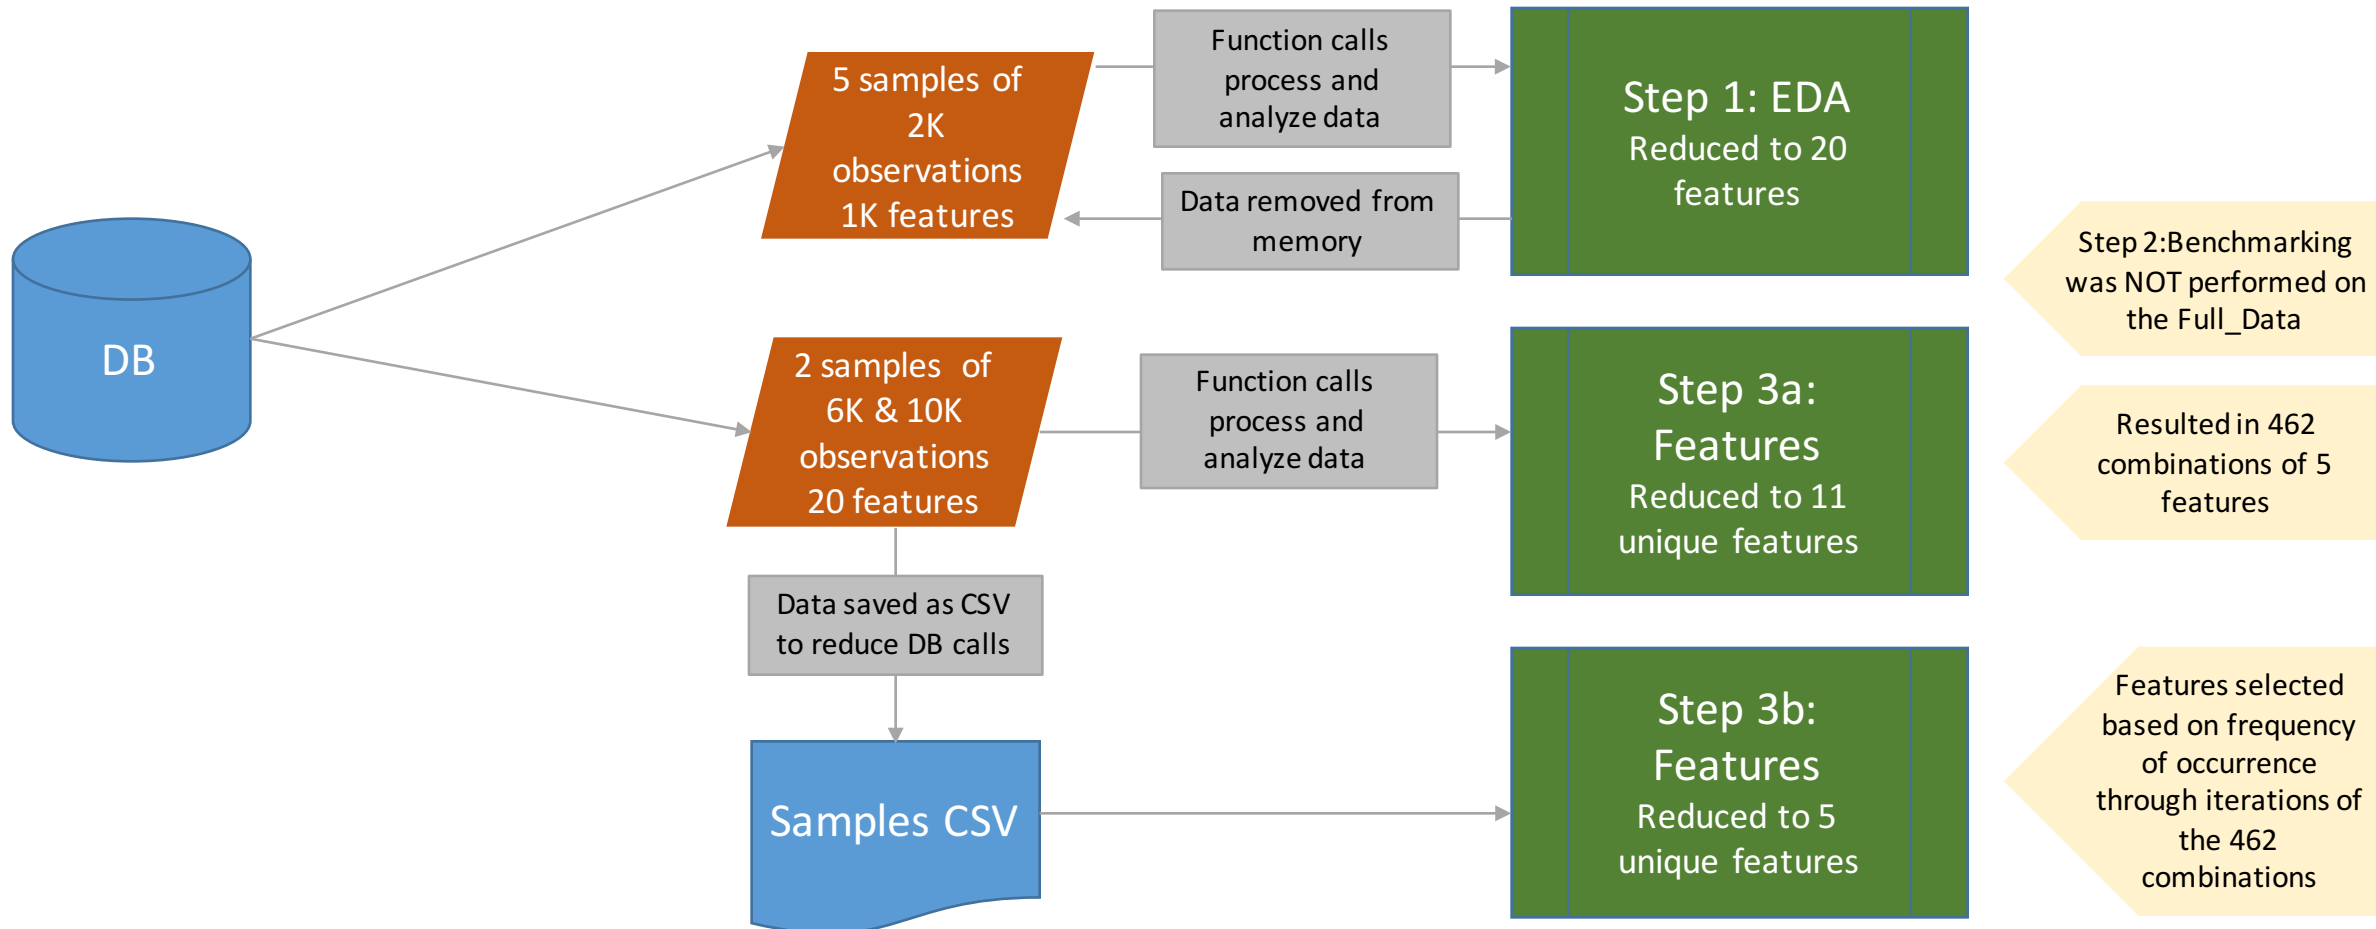 DB
5 samples of
2K
observations
1K features
Function calls
process and
analyze data
Data removed from
memory
Step 1: EDA
Reduced to 20
features
Step 2:Benchmarking
was NOT performed on
the Full_Data
2 samples of
6K & 10K
observations
20 features
Function calls
process and
analyze data
Step 3a:
Features
Reduced to 11
unique features
Resulted in 462
combinations of 5
features
Data saved as CSV
to reduce DB calls
Samples CSV
Step 3b:
Features
Reduced to 5
unique features
Features selected
based on frequency
of occurrence
through iterations of
the 462
combinations